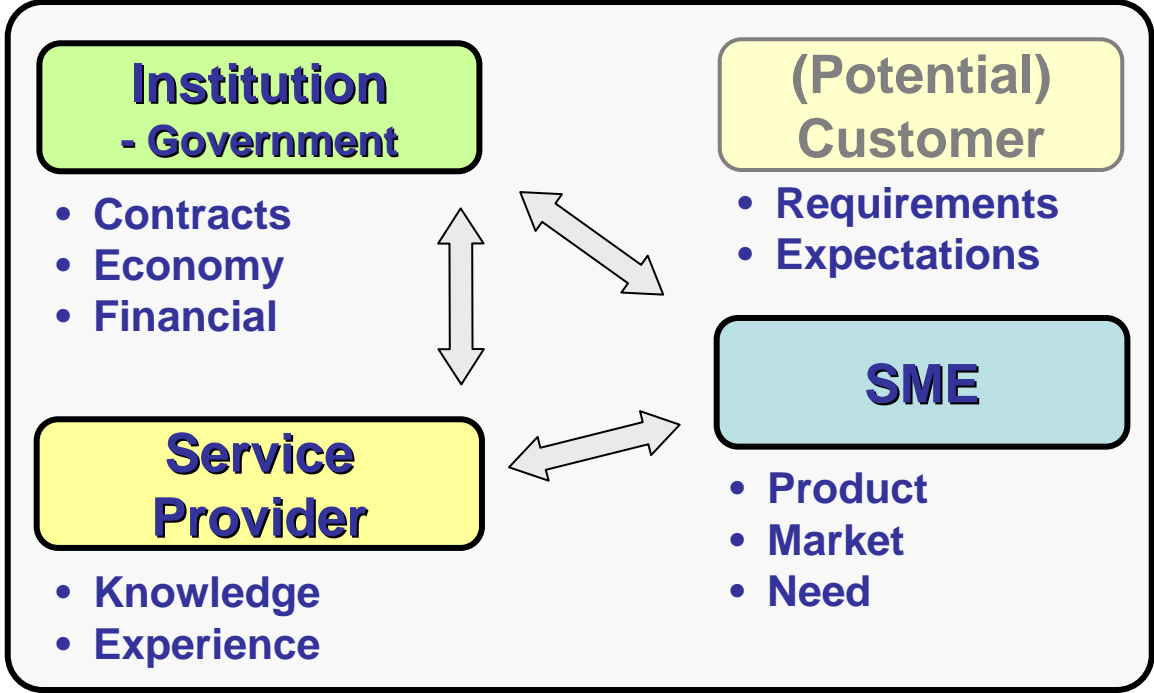 Institution
- Government
• Contracts
• Economy
• Financial
(Potential)
Customer
• Requirements
• Expectations
SME
• Product
• Market
• Need
Service
Provider
• Knowledge
• Experience